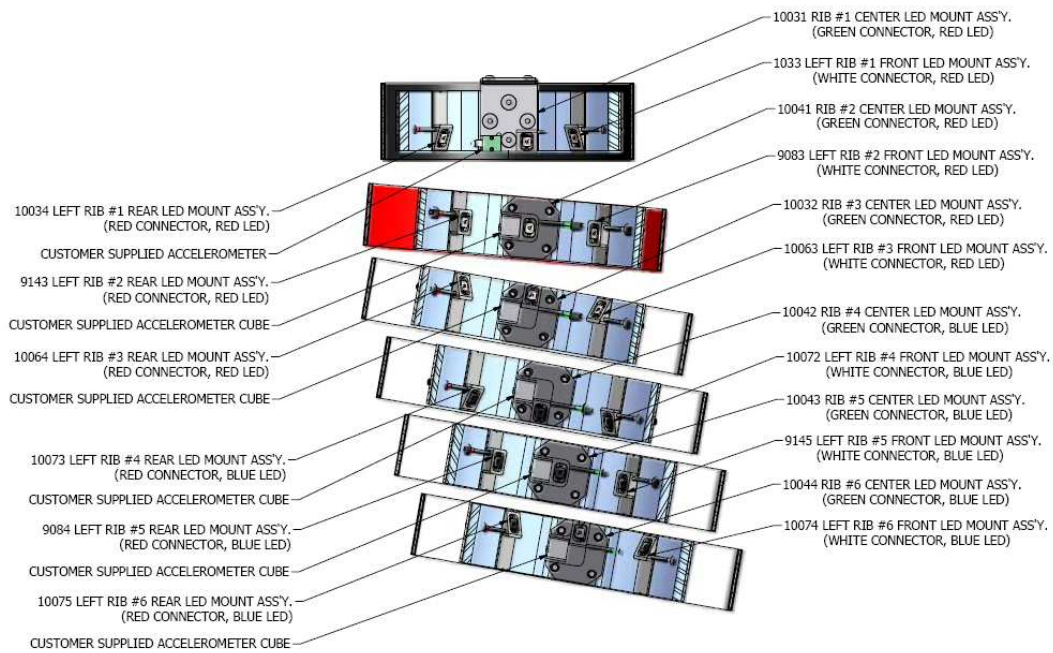 10031 RIB #1 CENTER LED MOUNT ASS'Y.
(GREEN CONNECTOR, RED LED)
1033 LEFT RIB #1 FRONT LED MOUNT ASS'Y.
(WHITE CONNECTOR, RED LED)
10041 RIB #2 CENTER LED MOUNT ASS'Y.
(GREEN CONNECTOR, RED LED)
9083 LEFT RIB #2 FRONT LED MOUNT ASS'Y.
(WHITE CONNECTOR, RED LED)
10032 RIB #3 CENTER LED MOUNT ASS'Y.
(GREEN CONNECTOR, RED LED)
10063 LEFT RIB #3 FRONT LED MOUNT ASS'Y.
(WHITE CONNECTOR, RED LED)
10042 RIB #4 CENTER LED MOUNT ASS'Y.
(GREEN CONNECTOR, BLUE LED)
10072 LEFT RIB #4 FRONT LED MOUNT ASS'Y.
(WHITE CONNECTOR, BLUE LED)
10043 RIB #5 CENTER LED MOUNT ASS'Y.
(GREEN CONNECTOR, BLUE LED)
9145 LEFT RIB #5 FRONT LED MOUNT ASS'Y.
(WHITE CONNECTOR, BLUE LED)
10044 RIB #6 CENTER LED MOUNT ASS'Y.
(GREEN CONNECTOR, BLUE LED)
10074 LEFT RIB #6 FRONT LED MOUNT ASS'Y.
(WHITE CONNECTOR, BLUE LED)
10034 LEFT RIB #1 REAR LED MOUNT ASS'Y.
(RED CONNECTOR, RED LED)
CUSTOMER SUPPLIED ACCELEROMETER
9143 LEFT RIB #2 REAR LED MOUNT ASS'Y.
(RED CONNECTOR, RED LED)
CUSTOMER SUPPLIED ACCELEROMETER CUBE
10064 LEFT RIB #3 REAR LED MOUNT ASS'Y.
(RED CONNECTOR, RED LED)
CUSTOMER SUPPLIED ACCELEROMETER CUBE
10073 LEFT RIB #4 REAR LED MOUNT ASS'Y.
(RED CONNECTOR, BLUE LED)
CUSTOMER SUPPLIED ACCELEROMETER CUBE
9084 LEFT RIB #5 REAR LED MOUNT ASS'Y.
(RED CONNECTOR, BLUE LED)
CUSTOMER SUPPLIED ACCELEROMETER CUBE
10075 LEFT RIB #6 REAR LED MOUNT ASS'Y.
(RED CONNECTOR, BLUE LED)
CUSTOMER SUPPLIED ACCELEROMETER CUBE